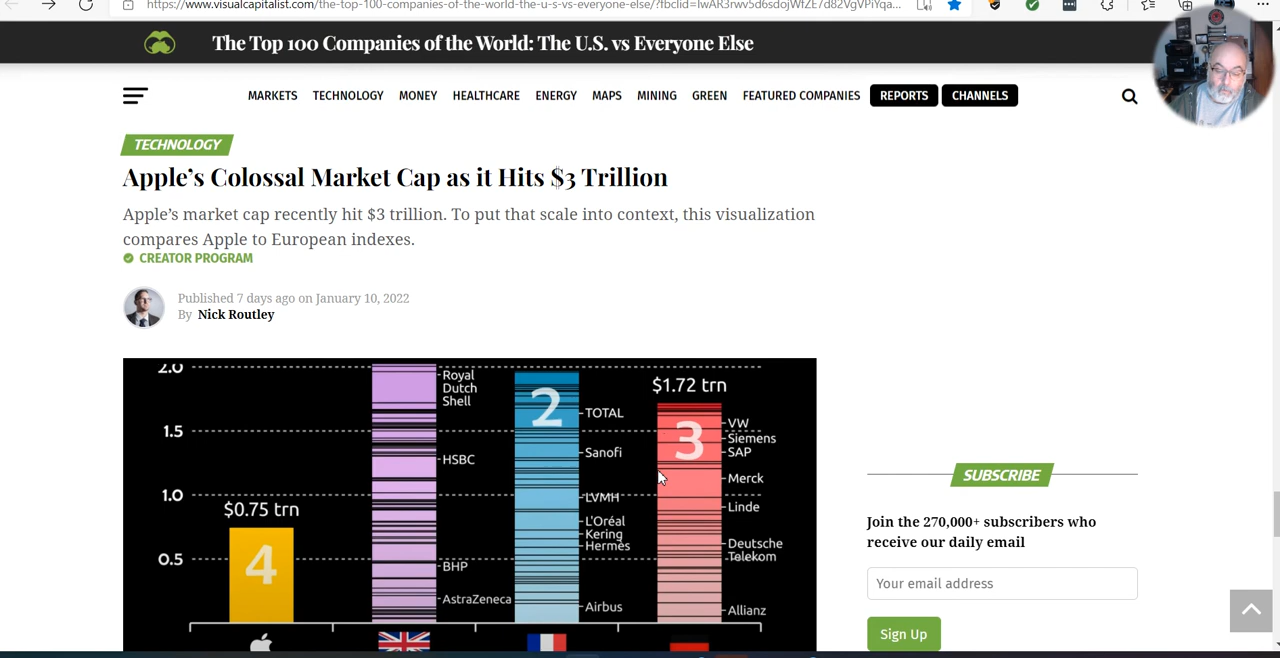 https://www.visualcapitalist.com/the-top-100-companies-of-the-world-the-u-s-vs-everyone-else/?fbclid=IwAR3rwv5d6sdojWfZE7d82VgVPiYqa...
The Top 100 Companies of the World: The U.S. vs Everyone Else
MARKETS TECHNOLOGY MONEY HEALTHCARE ENERGY MAPS MINING GREEN FEATURED COMPANIES REPORTS CHANNELS
TECHNOLOGY
Apple's Colossal Market Cap as it Hits $3 Trillion
Apple's market cap recently hit $3 trillion. To put that scale into context, this visualization
compares Apple to European indexes.
CREATOR PROGRAM
Published 7 days ago on January 10, 2022
By Nick Routley
2.0
1.5
1.0
0.5
$0.75 trn
4
Royal
Dutch
Shell
HSBC
BHP
AstraZeneca
2
TOTAL
Sanofi
LVMH
L'Oréal
Kering
Hermès
Airbus
$1.72 trn
3
VW
Siemens
SAP
Merck
Linde
Deutsche
Telekom
Allianz
SUBSCRIBE
Join the 270,000+ subscribers who
receive our daily email
Your email address
Sign Up